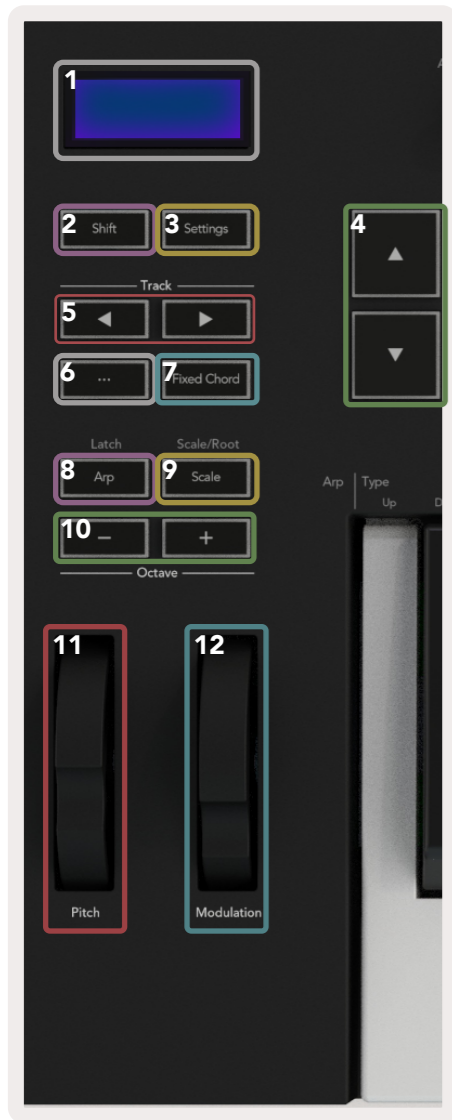 1
2 Shift
3 Settings
4
▲
Track
5 ◀ ▶
▼
6 ...
7 Fixed Chord
Latch Scale/Root
8 Arp
9 Scale
Arp Type
Up D
10 − +
Octave
11
12
Pitch
Modulation